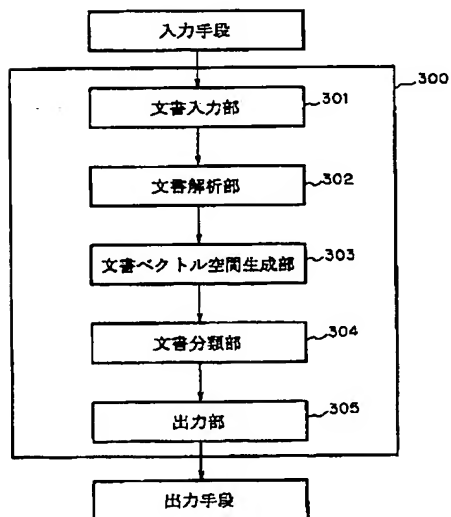 入力手段
300
文書入力部
301
文書解析部
302
文書ベクトル空間生成部
303
文書分類部
304
出力部
305
出力手段